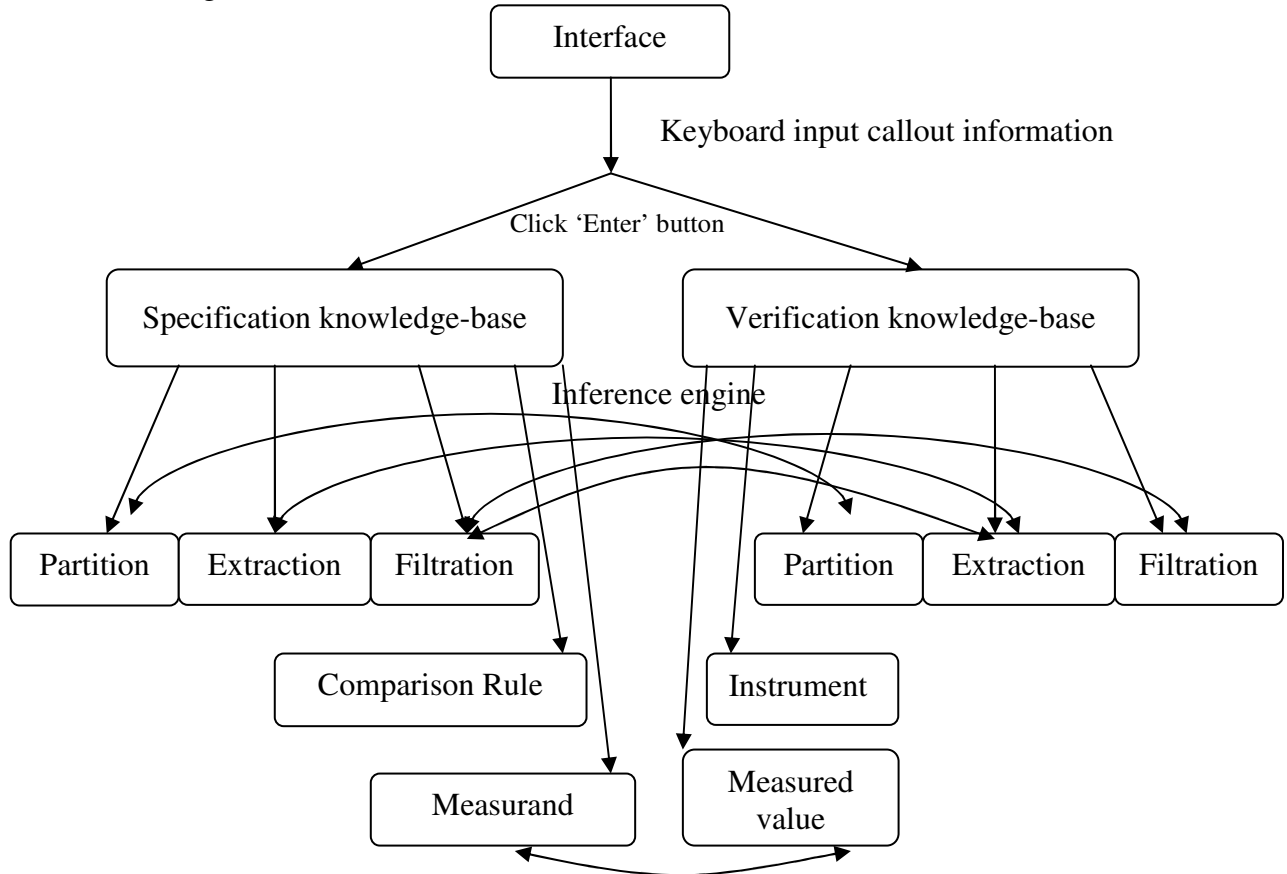 Interface
Keyboard input callout information
Click ‘Enter’ button
Specification knowledge-base
Verification knowledge-base
Inference engine
Partition
Extraction
Filtration
Partition
Extraction
Filtration
Comparison Rule
Instrument
Measurand
Measured
value